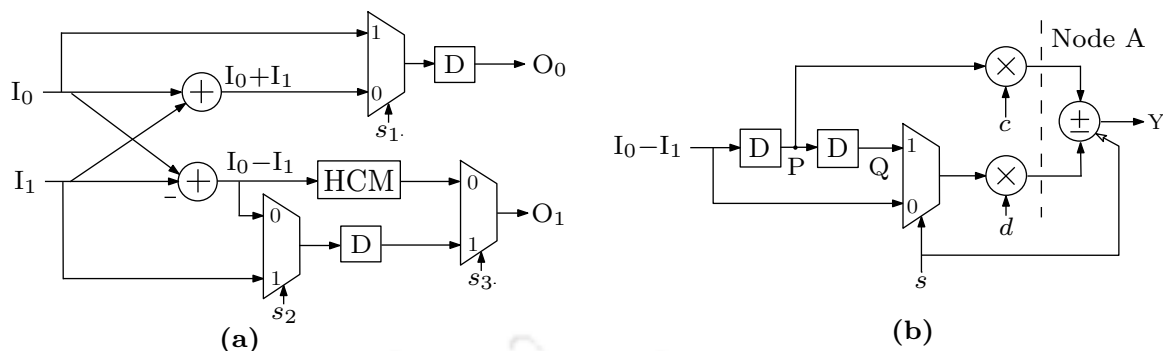 I₀
I₁
I₀+I₁
1
0
s₁.
D
O₀
-
I₀−I₁
HCM
0
1
s₂
D
0
1
s₃.
O₁
(a)
I₀−I₁
D
P
D
Q
1
0
s
c
d
Node A
±
Y
(b)